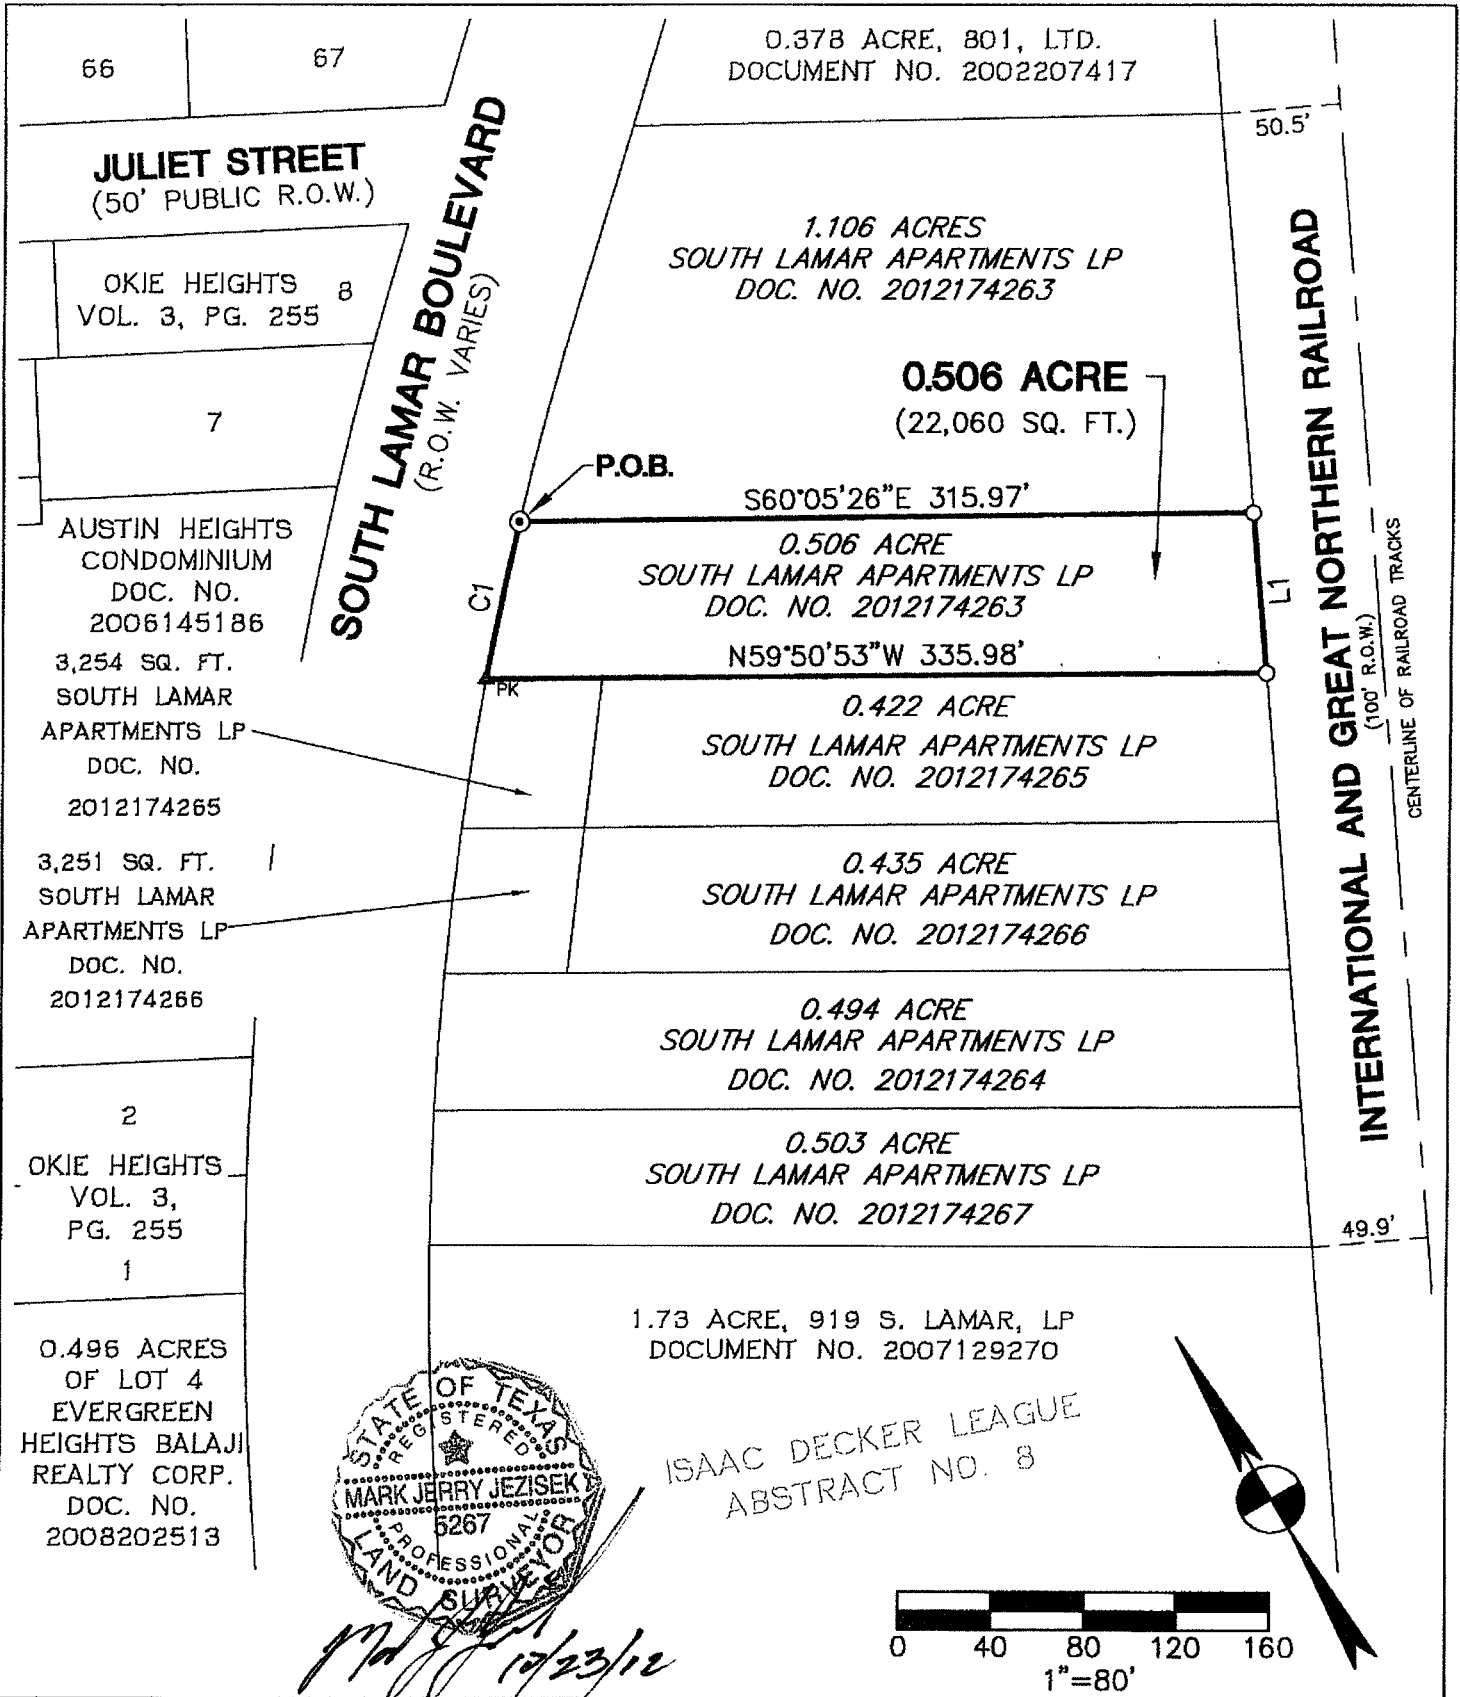 66
67
0.378 ACRE, 801, LTD.
DOCUMENT NO. 2002207417
50.5'
JULIET STREET
(50' PUBLIC R.O.W.)
SOUTH LAMAR BOULEVARD
(R.O.W. VARIES)
OKIE HEIGHTS 8
VOL. 3, PG. 255
7
1.106 ACRES
SOUTH LAMAR APARTMENTS LP
DOC. NO. 2012174263
0.506 ACRE
(22,060 SQ. FT.)
P.O.B.
S60°05'26"E 315.97'
C1
0.506 ACRE
SOUTH LAMAR APARTMENTS LP
DOC. NO. 2012174263
L1
N59°50'53"W 335.98'
PK
INTERNATIONAL AND GREAT NORTHERN RAILROAD
(100' R.O.W.)
CENTERLINE OF RAILROAD TRACKS
AUSTIN HEIGHTS
CONDOMINIUM
DOC. NO.
2006145186
3,254 SQ. FT.
SOUTH LAMAR
APARTMENTS LP
DOC. NO.
2012174265
0.422 ACRE
SOUTH LAMAR APARTMENTS LP
DOC. NO. 2012174265
3,251 SQ. FT.
SOUTH LAMAR
APARTMENTS LP
DOC. NO.
2012174266
0.435 ACRE
SOUTH LAMAR APARTMENTS LP
DOC. NO. 2012174266
0.494 ACRE
SOUTH LAMAR APARTMENTS LP
DOC. NO. 2012174264
2
OKIE HEIGHTS
VOL. 3,
PG. 255
1
0.503 ACRE
SOUTH LAMAR APARTMENTS LP
DOC. NO. 2012174267
49.9'
0.496 ACRES
OF LOT 4
EVERGREEN
HEIGHTS BALAJI
REALTY CORP.
DOC. NO.
2008202513
1.73 ACRE, 919 S. LAMAR, LP
DOCUMENT NO. 2007129270
ISAAC DECKER LEAGUE
ABSTRACT NO. 8
STATE OF TEXAS
REGISTERED
MARK JERRY JEZISEK
5267
PROFESSIONAL
LAND SURVEYOR
0 40 80 120 160
1"=80'